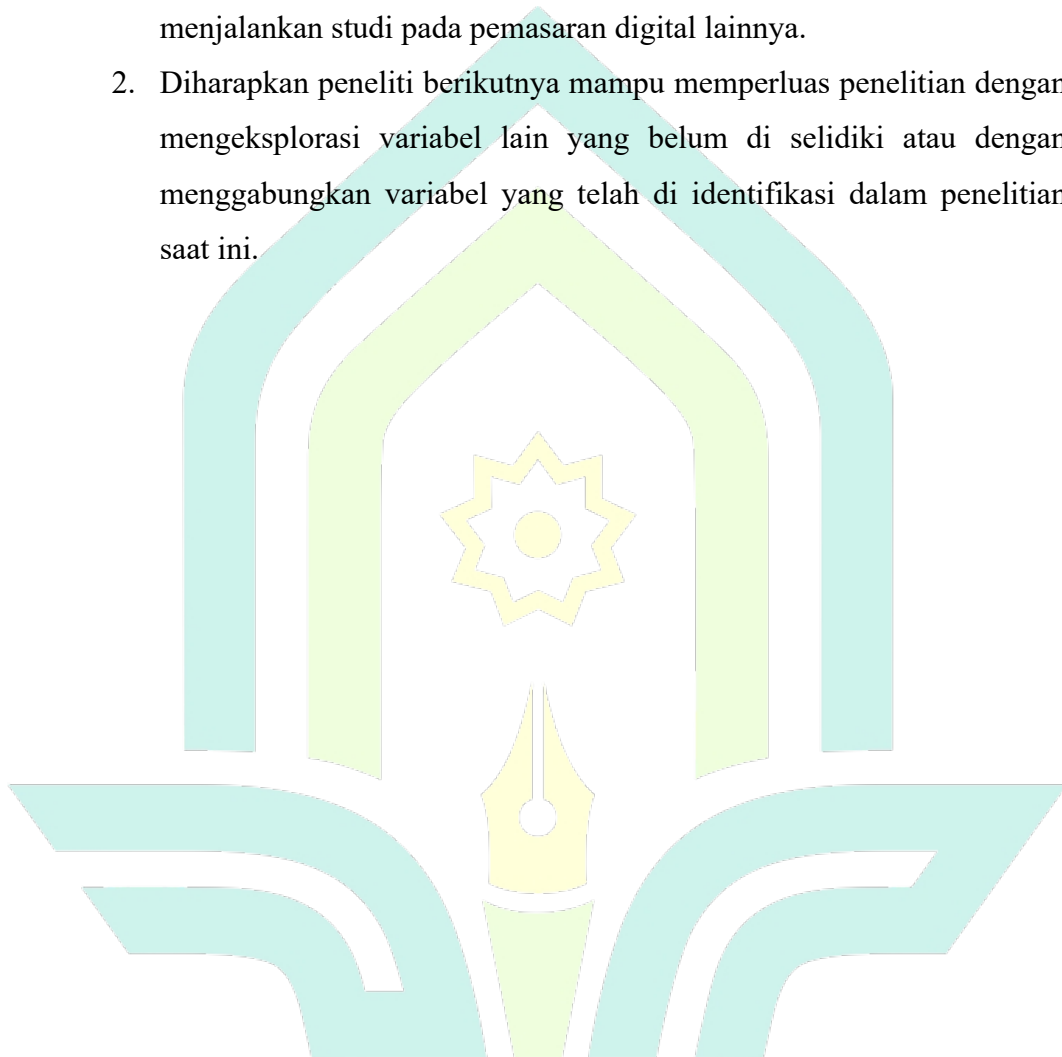 menjalankan studi pada pemasaran digital lainnya.
2. Diharapkan peneliti berikutnya mampu memperluas penelitian dengan
mengeksplorasi variabel lain yang belum di selidiki atau dengan
menggabungkan variabel yang telah di identifikasi dalam penelitian
saat ini.